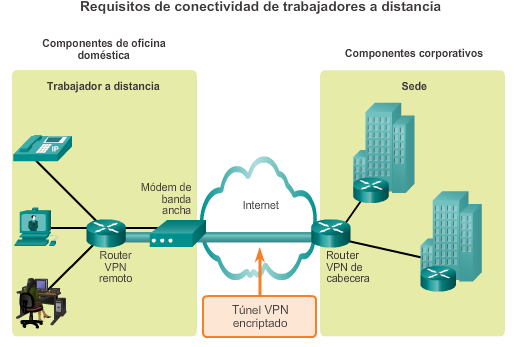 Requisitos de conectividad de trabajadores a distancia
Componentes de oficina
doméstica
Componentes corporativos
Trabajador a distancia
Sede
IP
Módem de
banda
ancha
Internet
Router
VPN
remoto
Router
VPN de
cabecera
Túnel VPN
encriptado